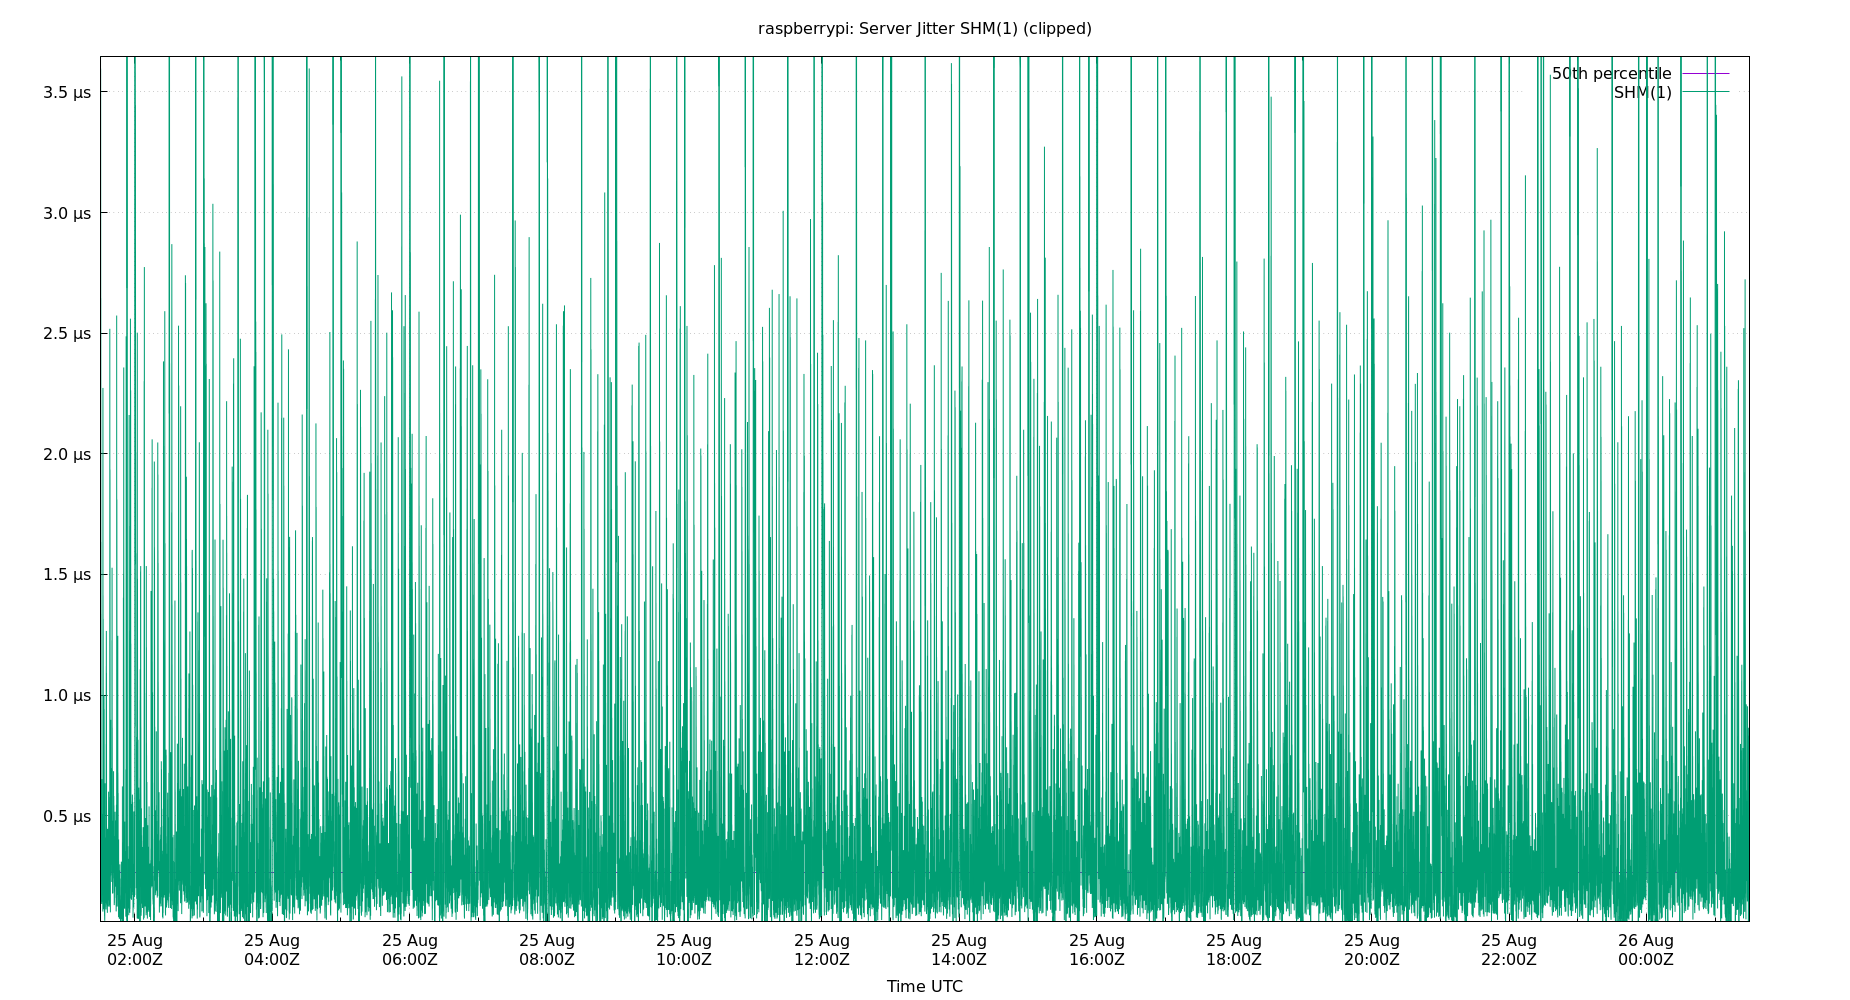 raspberrypi: Server Jitter SHM(1) (clipped)
50th percentile
SHM(1)
3.5 µs
3.0 µs
2.5 µs
2.0 µs
1.5 µs
1.0 µs
0.5 µs
25 Aug 25 Aug 25 Aug 25 Aug 25 Aug 25 Aug 25 Aug 25 Aug 25 Aug 25 Aug 25 Aug 26 Aug
02:00Z 04:00Z 06:00Z 08:00Z 10:00Z 12:00Z 14:00Z 16:00Z 18:00Z 20:00Z 22:00Z 00:00Z
Time UTC